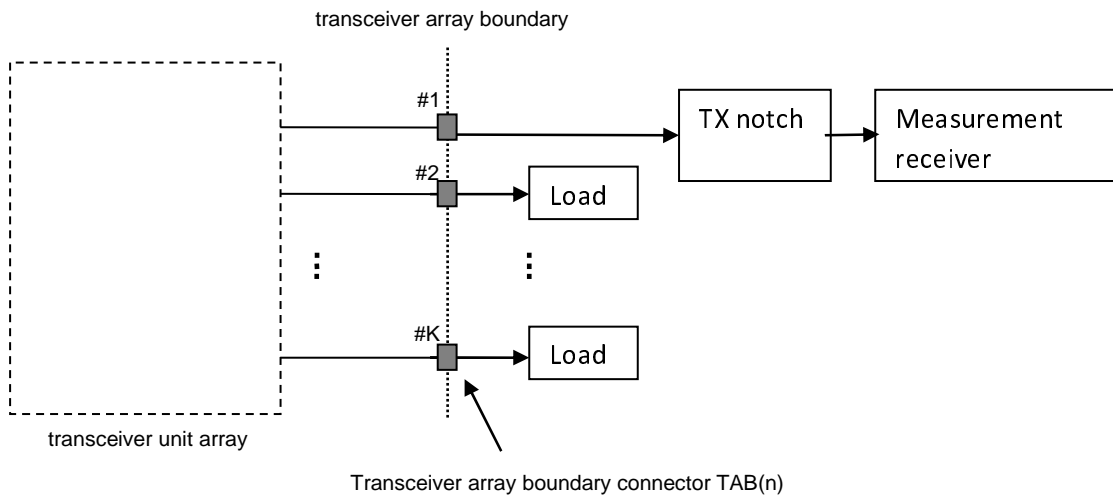 transceiver array boundary
#1
TX notch
Measurement
receiver
#2
Load
#K
Load
transceiver unit array
Transceiver array boundary connector TAB(n)